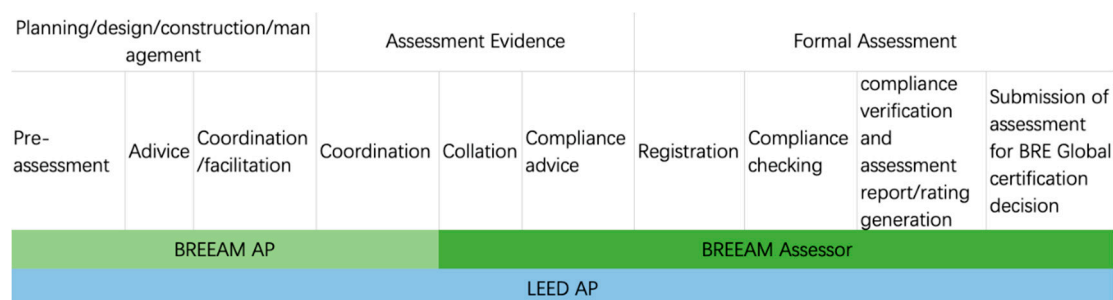 Planning/design/construction/man
agement
Assessment Evidence
Formal Assessment
Pre-
assessment
Adivice
Coordination
/facilitation
Coordination
Collation
Compliance
advice
Registration
Compliance
checking
compliance
verification
and
assessment
report/rating
generation
Submission of
assessment
for BRE Global
certification
decision
BREEAM AP
BREEAM Assessor
LEED AP